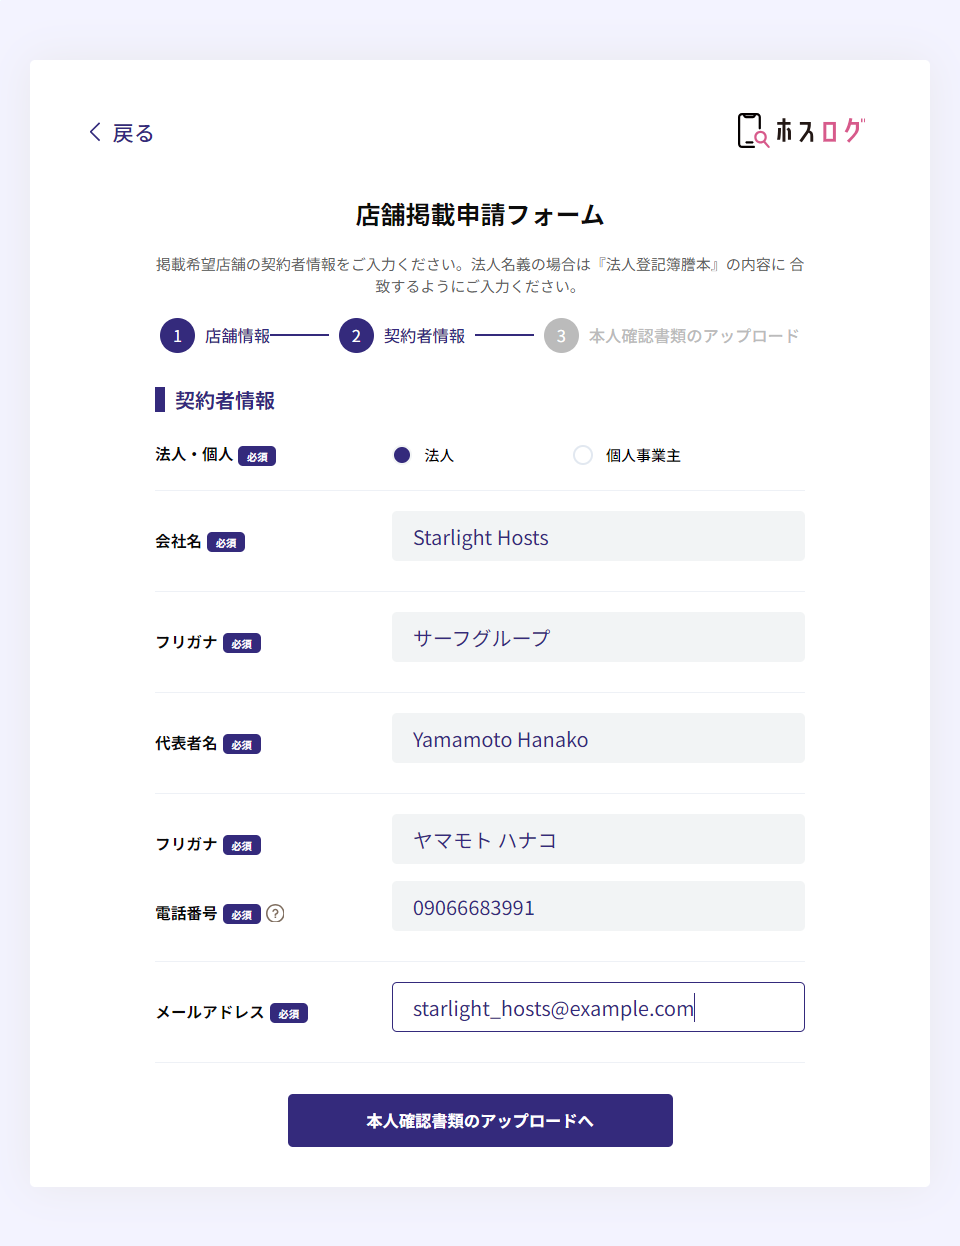 戻る
ホスログ
店舗掲載申請フォーム
掲載希望店舗の契約者情報をご入力ください。法人名義の場合は『法人登記簿謄本』の内容に 合
致するようにご入力ください。
1 店舗情報 2 契約者情報 3 本人確認書類のアップロード
契約者情報
法人・個人 必須 法人 個人事業主
会社名 必須 Starlight Hosts
フリガナ 必須 サーフグループ
代表者名 必須 Yamamoto Hanako
フリガナ 必須 ヤマモト ハナコ
電話番号 必須 ? 09066683991
メールアドレス 必須 starlight_hosts@example.com
本人確認書類のアップロードへ